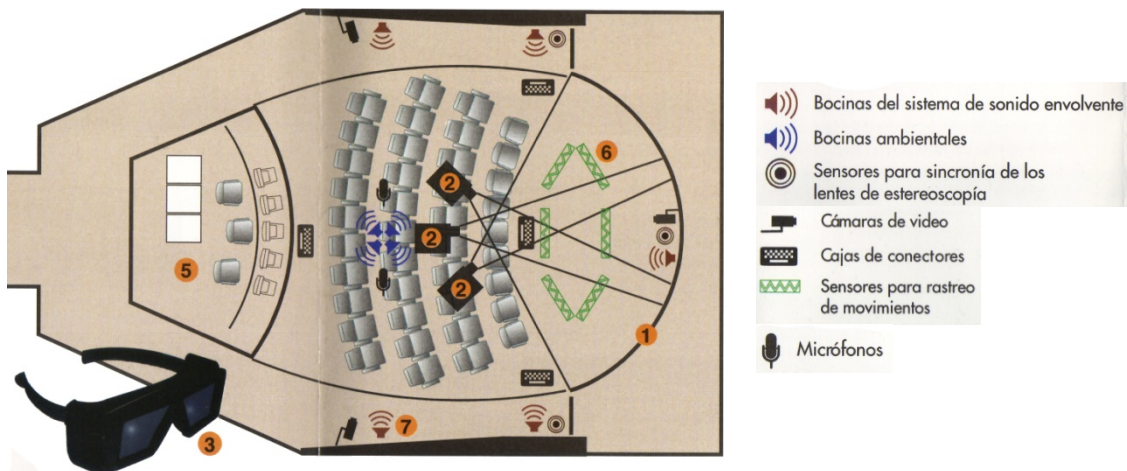 2
2
2
5
6
1
7
3
Bocinas del sistema de sonido envolvente
Bocinas ambientales
Sensores para sincronía de los
lentes de estereoscopía
Cámaras de video
Cajas de conectores
Sensores para rastreo
de movimientos
Micrófonos